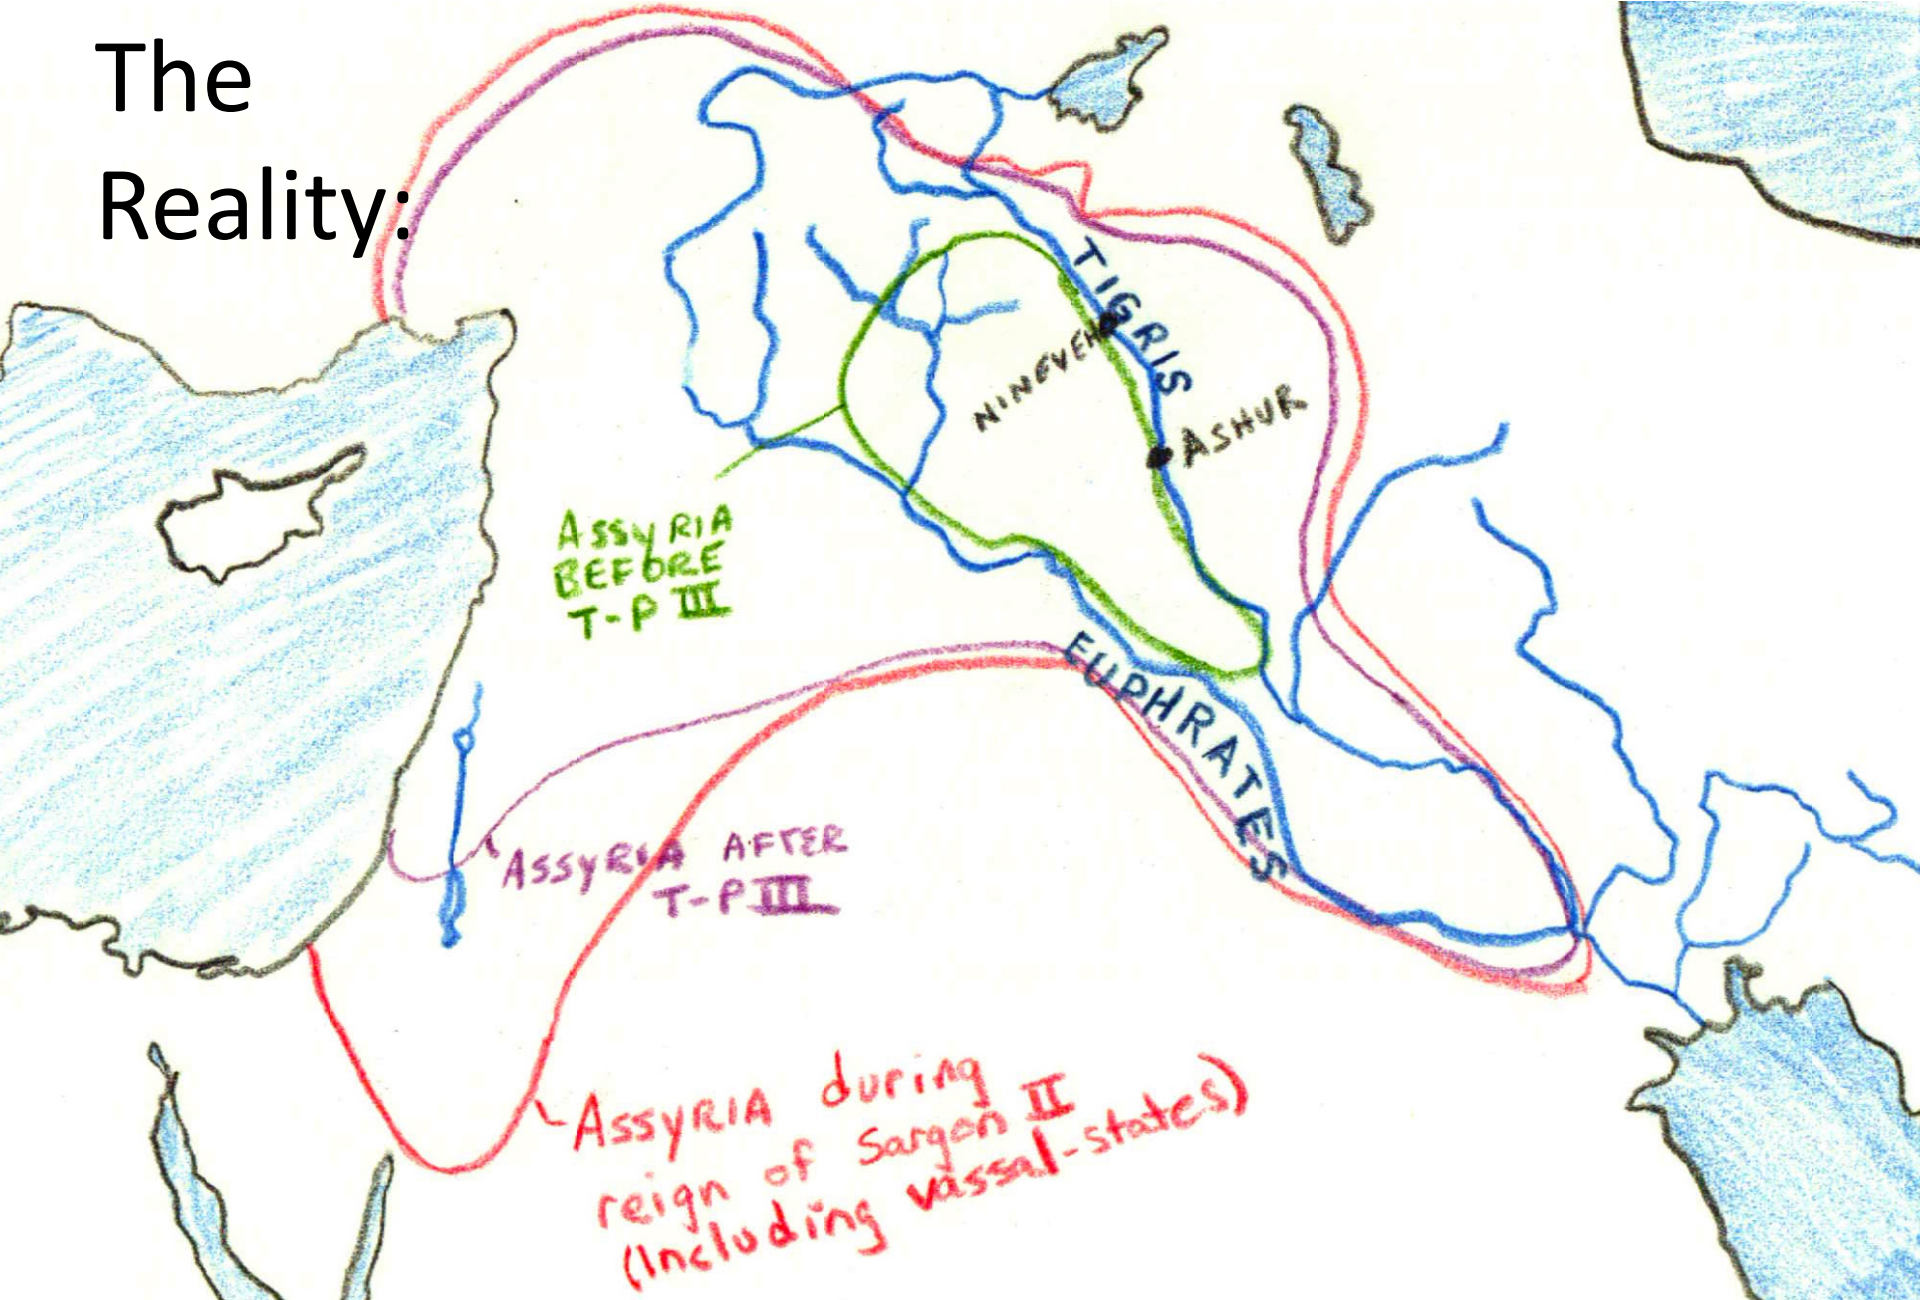 The
Reality:
TIGRIS
NINEVEH
ASHUR
ASSYRIA
BEFORE
T-P III
EUPHRATES
ASSYRIA AFTER
T-P III
ASSYRIA during
reign of Sargon II
(Including vassal-states)